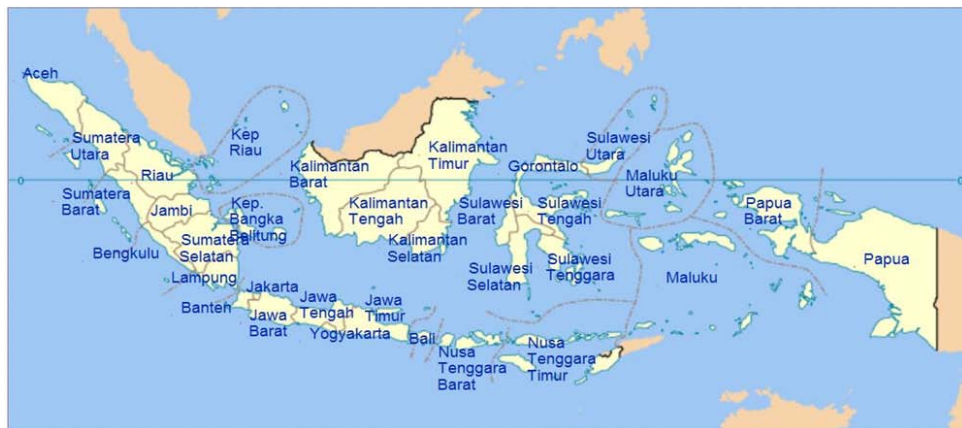 Aceh
Sumatera
Utara
Kep
Riau
Kalimantan
Timur
Sulawesi
Utara
Kalimantan
Barat
Gorontalo
Riau
Maluku
Utara
0
0
Sumatera
Barat
Jambi
Kep.
Bangka
Belitung
Kalimantan
Tengah
Sulawesi
Barat
Sulawesi
Tengah
Papua
Barat
Bengkulu
Sumatera
Selatan
Kalimantan
Selatan
Sulawesi
Selatan
Sulawesi
Tenggara
Maluku
Papua
Lampung
Banten
Jakarta
Jawa
Barat
Jawa
Tengah
Yogyakarta
Jawa
Timur
Bali
Nusa
Tenggara
Barat
Nusa
Tenggara
Timur